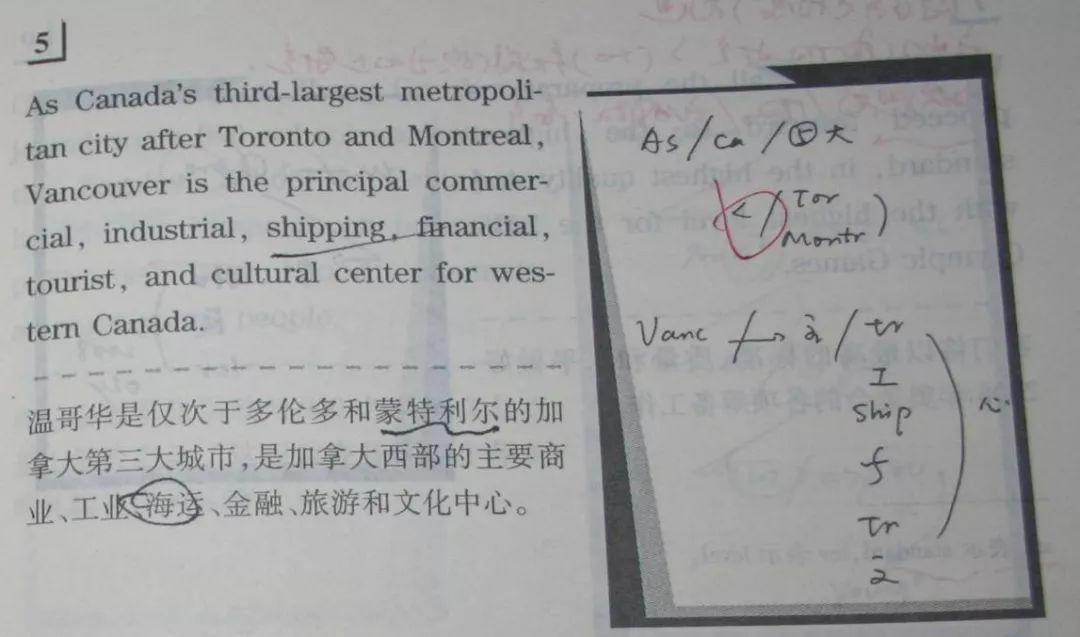 5
As Canada's third-largest metropoli-
tan city after Toronto and Montreal,
Vancouver is the principal commer-
cial, industrial, shipping, financial,
tourist, and cultural center for wes-
tern Canada.
温哥华是仅次于多伦多和蒙特利尔的加
拿大第三大城市,是加拿大西部的主要商
业、工业、海运、金融、旅游和文化中心。
As/ca/大
(</Tor
Montr)
Vanc / tr
工
ship
f
tr
心